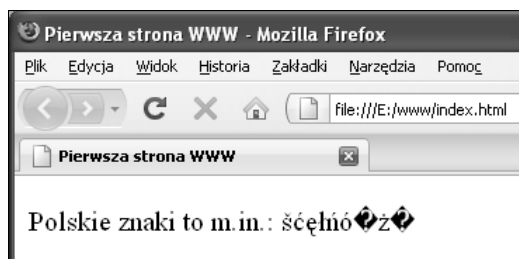 Pierwsza strona WWW - Mozilla Firefox
Plik Edycja Widok Historia Zakładki Narzędzia Pomoc
file:///E:/www/index.html
Pierwsza strona WWW
Polskie znaki to m.in.: šćęłńó�ż�